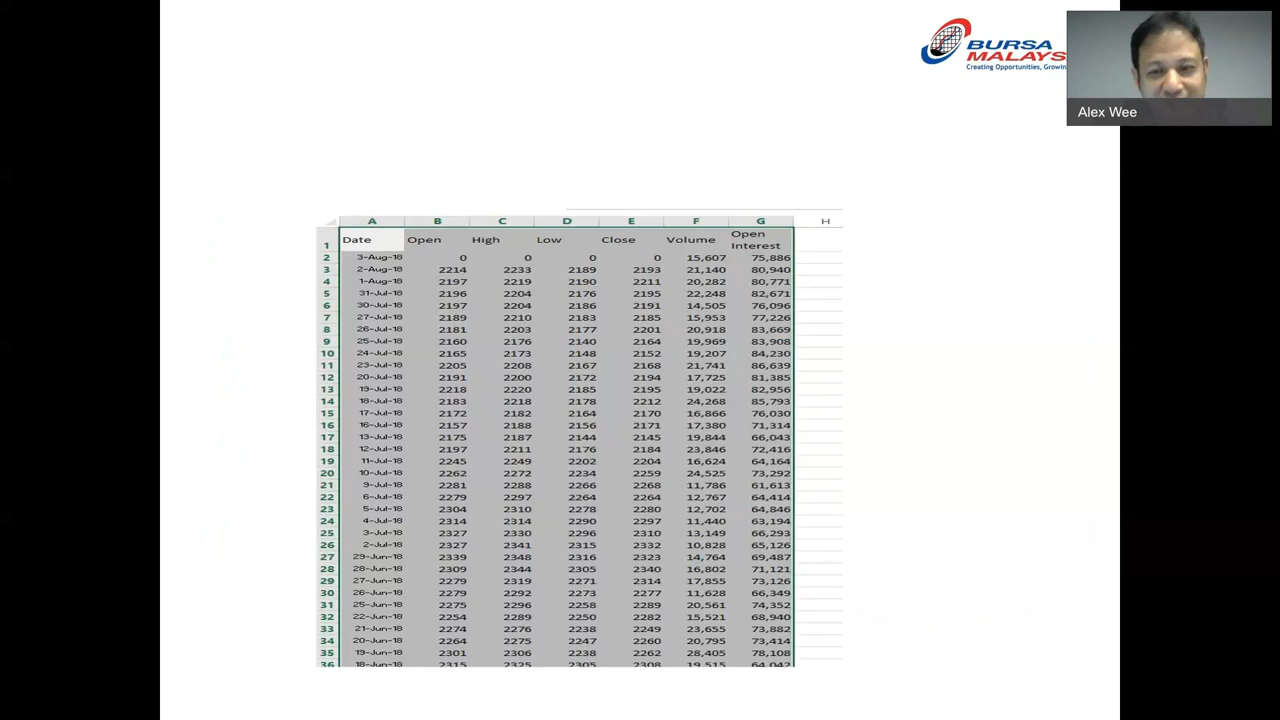 BURSA
MALAYS
Creating Opportunities, Growin
Alex Wee
A B C D E F G H
1 Date Open High Low Close Volume Open Interest
2 3-Aug-18 0 0 0 0 15,607 75,886
3 2-Aug-18 2214 2233 2189 2193 21,140 80,940
4 1-Aug-18 2197 2219 2190 2211 20,282 80,771
5 31-Jul-18 2196 2204 2176 2195 22,248 82,671
6 30-Jul-18 2197 2204 2186 2191 14,505 76,096
7 27-Jul-18 2189 2210 2183 2185 15,953 77,226
8 26-Jul-18 2181 2203 2177 2201 20,918 83,669
9 25-Jul-18 2160 2176 2140 2164 19,969 83,908
10 24-Jul-18 2165 2173 2148 2152 19,207 84,230
11 23-Jul-18 2205 2208 2167 2168 21,741 86,639
12 20-Jul-18 2191 2200 2172 2194 17,725 81,385
13 19-Jul-18 2218 2220 2185 2195 19,022 82,956
14 18-Jul-18 2183 2218 2178 2212 24,268 85,793
15 17-Jul-18 2172 2182 2164 2170 16,866 76,030
16 16-Jul-18 2157 2188 2156 2171 17,380 71,314
17 13-Jul-18 2175 2187 2144 2145 19,844 66,043
18 12-Jul-18 2197 2211 2176 2184 23,846 72,416
19 11-Jul-18 2245 2249 2202 2204 16,624 64,164
20 10-Jul-18 2262 2272 2234 2259 24,525 73,292
21 9-Jul-18 2281 2288 2266 2268 11,786 61,613
22 6-Jul-18 2279 2297 2264 2264 12,767 64,414
23 5-Jul-18 2304 2310 2278 2280 12,702 64,846
24 4-Jul-18 2314 2314 2290 2297 11,440 63,194
25 3-Jul-18 2327 2330 2296 2310 13,149 66,293
26 2-Jul-18 2327 2341 2315 2332 10,828 65,126
27 29-Jun-18 2339 2348 2316 2323 14,764 69,487
28 28-Jun-18 2309 2344 2305 2340 16,802 71,121
29 27-Jun-18 2279 2319 2271 2314 17,855 73,126
30 26-Jun-18 2279 2292 2273 2277 11,628 66,349
31 25-Jun-18 2275 2296 2258 2289 20,561 74,352
32 22-Jun-18 2254 2289 2250 2282 15,521 68,940
33 21-Jun-18 2274 2276 2238 2249 23,655 73,882
34 20-Jun-18 2264 2275 2247 2260 20,795 73,414
35 19-Jun-18 2301 2306 2238 2262 28,405 78,108
36 18-Jun-18 2315 2325 2305 2308 19,515 64,042